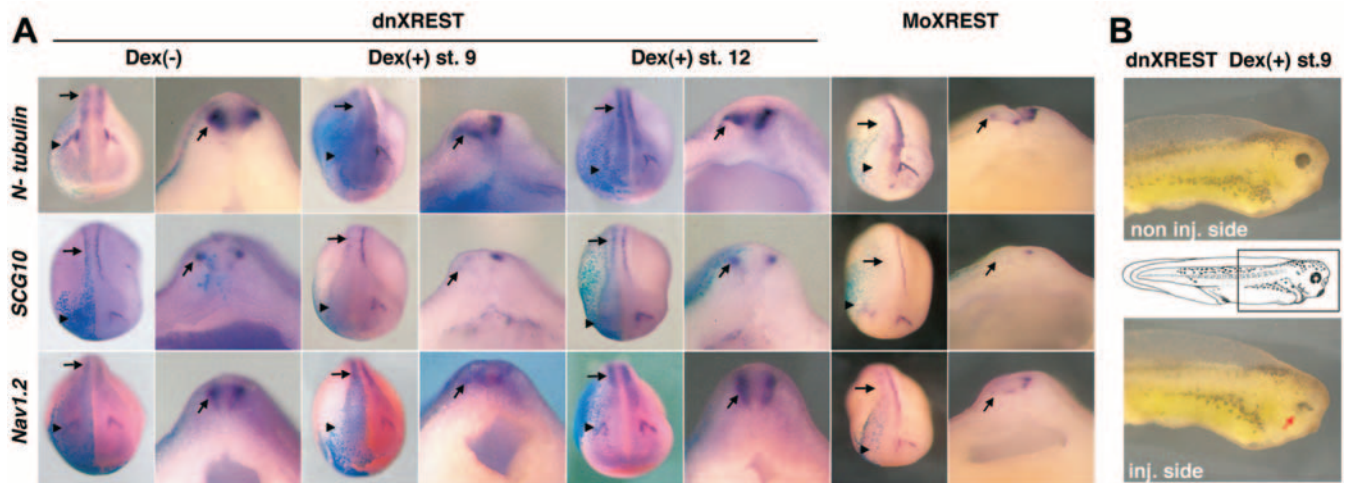 A
dnXREST
MoXREST
B
Dex(-)
Dex(+) st. 9
Dex(+) st. 12
dnXREST Dex(+) st.9
N- tubulin
SCG10
Nav1.2
non inj. side
inj. side